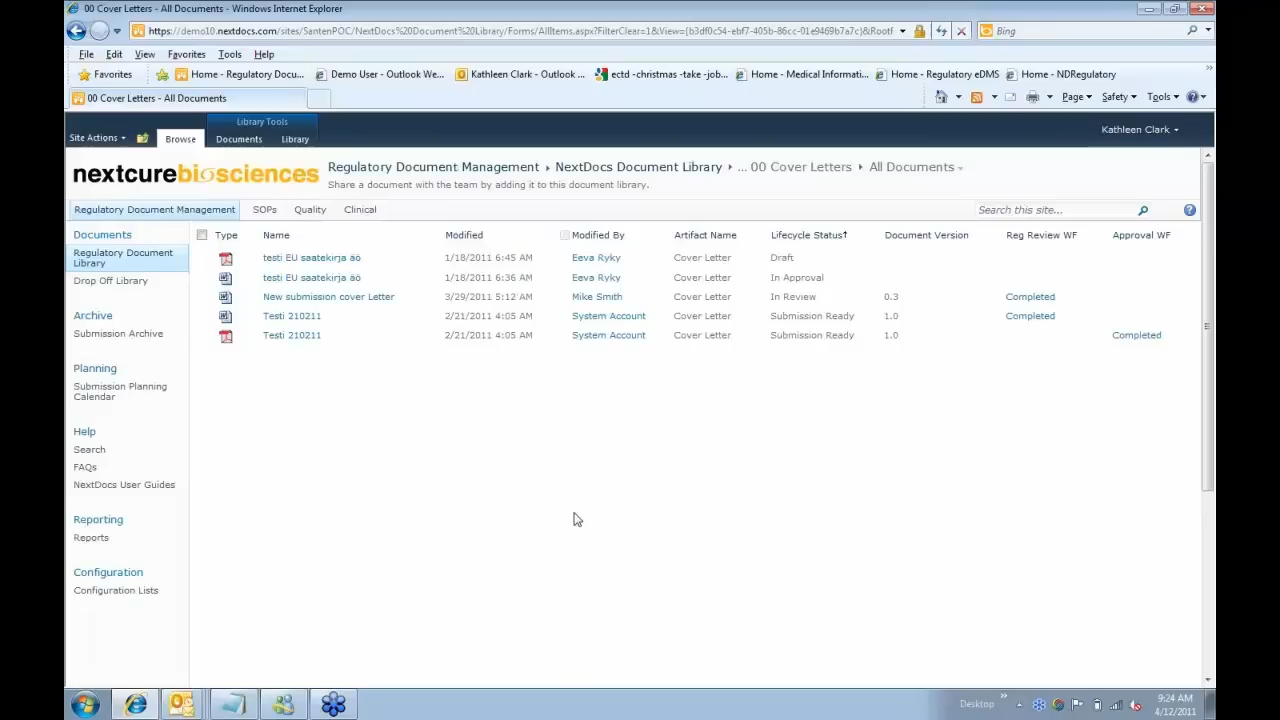 00 Cover Letters - All Documents - Windows Internet Explorer
https://demo10.nextdocs.com/sites/SantenPOC/NextDocs%20Document%20Library/Forms/AllItems.aspx?FilterClear=1&View={b3df0c54-ebf7-405b-86cc-01e9469b7a7c}&Rootf
Bing
File Edit View Favorites Tools Help
Favorites Home - Regulatory Docu... Demo User - Outlook We... Kathleen Clark - Outlook ... ectd -christmas -take -job... Home - Medical Informati... Home - Regulatory eDMS Home - NDRegulatory
00 Cover Letters - All Documents
Page Safety Tools
Library Tools
Site Actions Browse Documents Library Kathleen Clark
nextcurebiosciences
Regulatory Document Management NextDocs Document Library ... 00 Cover Letters All Documents
Share a document with the team by adding it to this document library.
Regulatory Document Management SOPs Quality Clinical Search this site...
Documents
Regulatory Document
Library
Drop Off Library
Archive
Submission Archive
Planning
Submission Planning
Calendar
Help
Search
FAQs
NextDocs User Guides
Reporting
Reports
Configuration
Configuration Lists
Type Name Modified Modified By Artifact Name Lifecycle Status Document Version Reg Review WF Approval WF
testi EU saatekirja äö 1/18/2011 6:45 AM Eeva Ryky Cover Letter Draft
testi EU saatekirja äö 1/18/2011 6:36 AM Eeva Ryky Cover Letter In Approval
New submission cover Letter 3/29/2011 5:12 AM Mike Smith Cover Letter In Review 0.3 Completed
Testi 210211 2/21/2011 4:05 AM System Account Cover Letter Submission Ready 1.0 Completed
Testi 210211 2/21/2011 4:05 AM System Account Cover Letter Submission Ready 1.0 Completed
Desktop
9:24 AM
4/12/2011